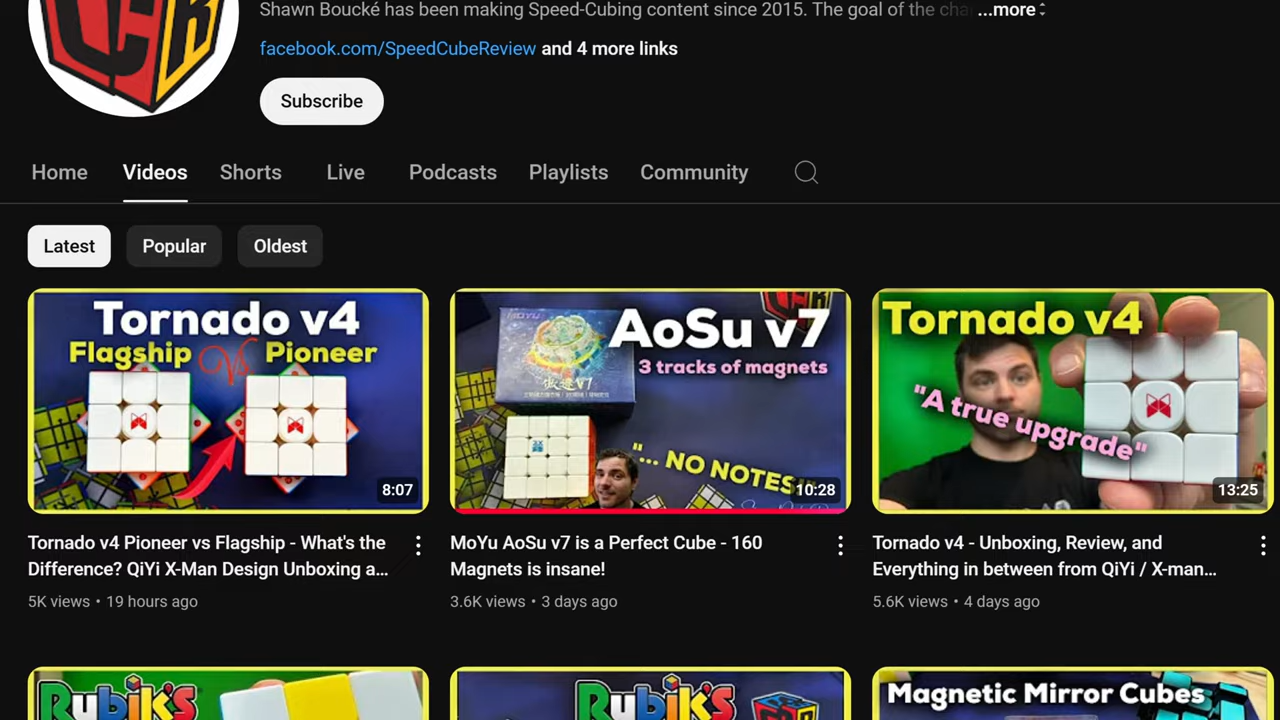 Shawn Boucké has been making Speed-Cubing content since 2015. The goal of the cha ...more
facebook.com/SpeedCubeReview and 4 more links
Subscribe
Home Videos Shorts Live Podcasts Playlists Community
Latest Popular Oldest
Tornado v4
Flagship Vs Pioneer
8:07
MOYU
AoSu v7
3 tracks of magnets
"... NO NOTES"
10:28
Tornado v4
"A true upgrade"
13:25
Tornado v4 Pioneer vs Flagship - What's the
Difference? QiYi X-Man Design Unboxing a...
5K views • 19 hours ago
MoYu AoSu v7 is a Perfect Cube - 160
Magnets is insane!
3.6K views • 3 days ago
Tornado v4 - Unboxing, Review, and
Everything in between from QiYi / X-man...
5.6K views • 4 days ago
Rubik's
Rubik's
Magnetic Mirror Cubes